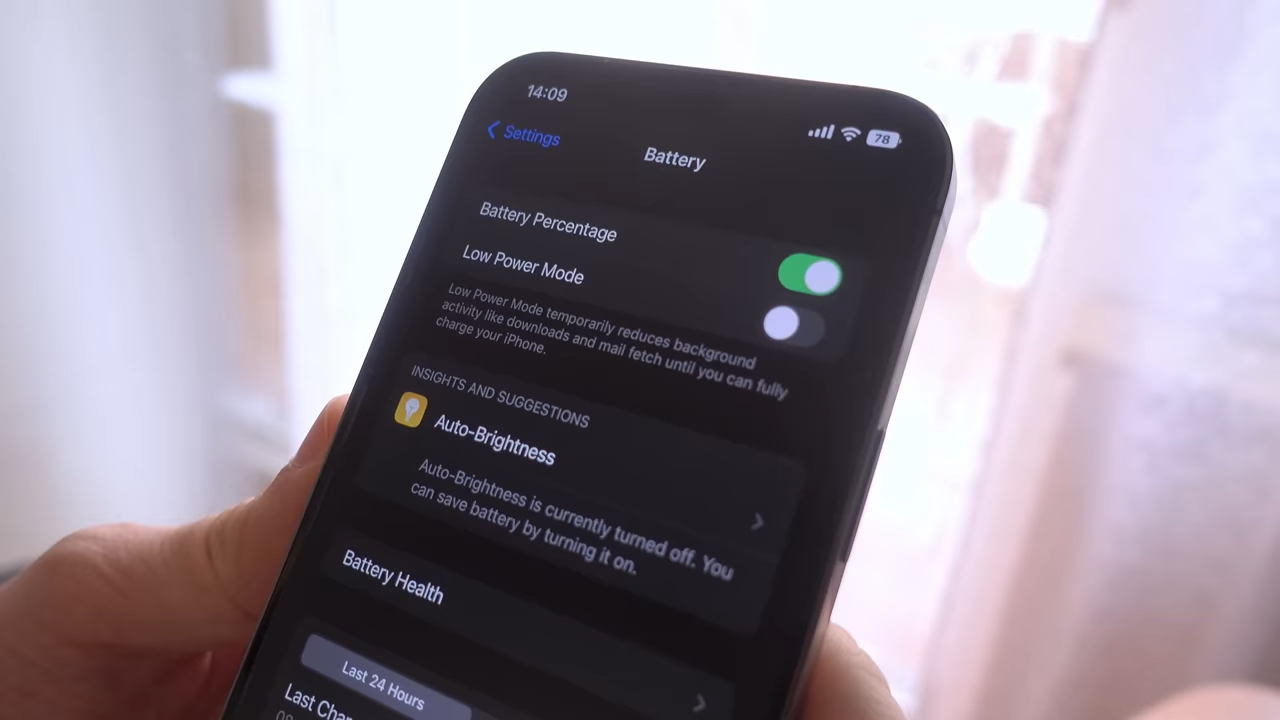 14:09
78
Settings
Battery
Battery Percentage
Low Power Mode
Low Power Mode temporarily reduces background
activity like downloads and mail fetch until you can fully
charge your iPhone.
INSIGHTS AND SUGGESTIONS
Auto-Brightness
Auto-Brightness is currently turned off. You
can save battery by turning it on.
Battery Health
Last 24 Hours
Last